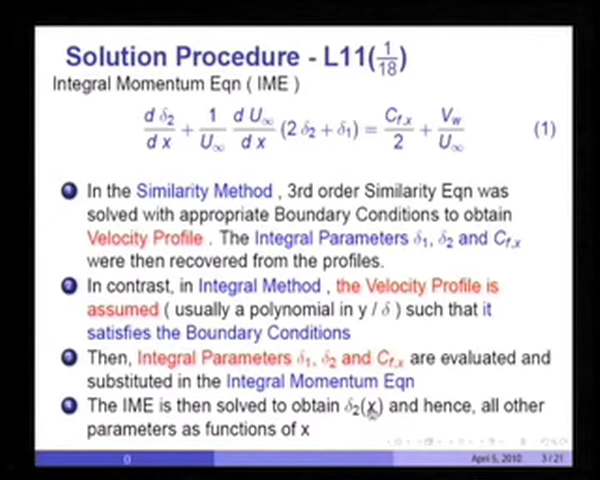 Solution Procedure - L11(1/18)
Integral Momentum Eqn ( IME )
d δ2 / d x + 1 / U∞ d U∞ / d x (2 δ2 + δ1) = Cf,x / 2 + Vw / U∞ (1)
In the Similarity Method , 3rd order Similarity Eqn was
solved with appropriate Boundary Conditions to obtain
Velocity Profile . The Integral Parameters δ1, δ2 and Cf,x
were then recovered from the profiles.
In contrast, in Integral Method , the Velocity Profile is
assumed ( usually a polynomial in y / δ ) such that it
satisfies the Boundary Conditions
Then, Integral Parameters δ1, δ2 and Cf,x are evaluated and
substituted in the Integral Momentum Eqn
The IME is then solved to obtain δ2(x) and hence, all other
parameters as functions of x
() April 5, 2010 3 / 21